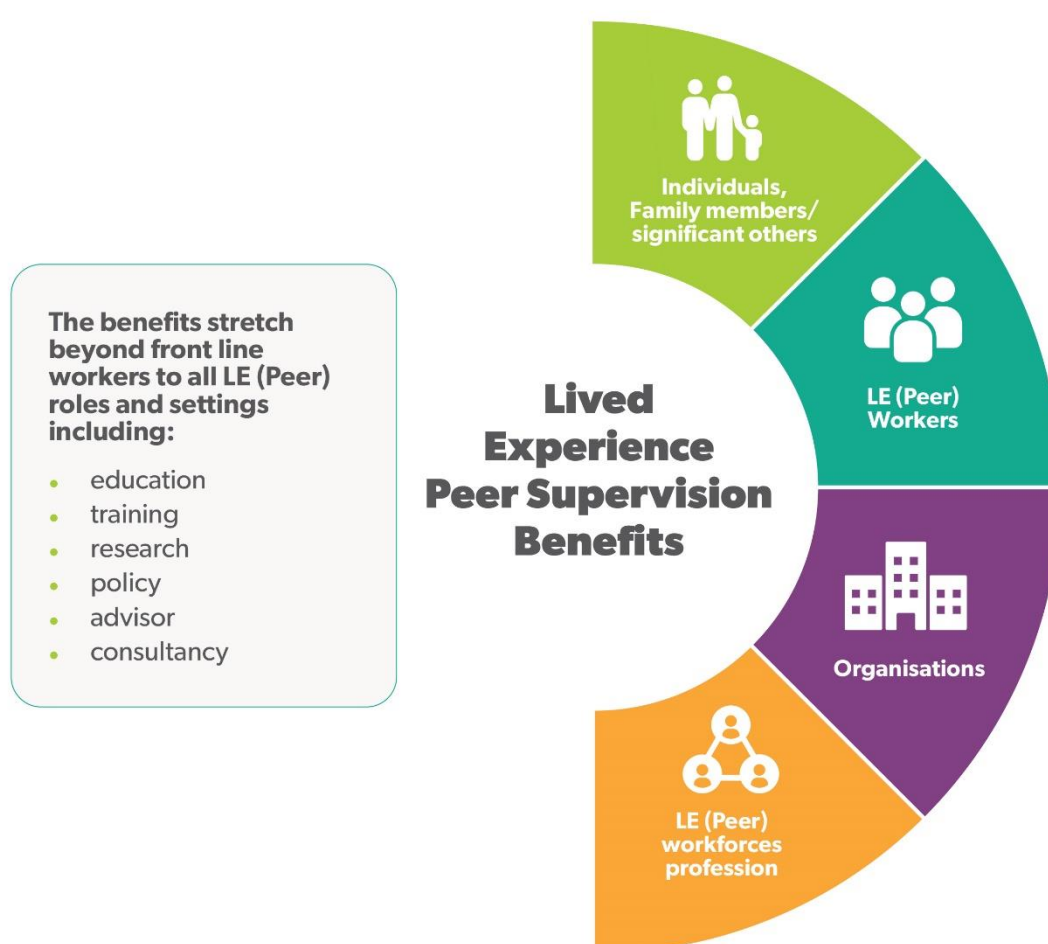 The benefits stretch
beyond front line
workers to all LE (Peer)
roles and settings
including:
• education
• training
• research
• policy
• advisor
• consultancy
Lived
Experience
Peer Supervision
Benefits
Individuals,
Family members/
significant others
LE (Peer)
Workers
Organisations
LE (Peer)
workforces
profession